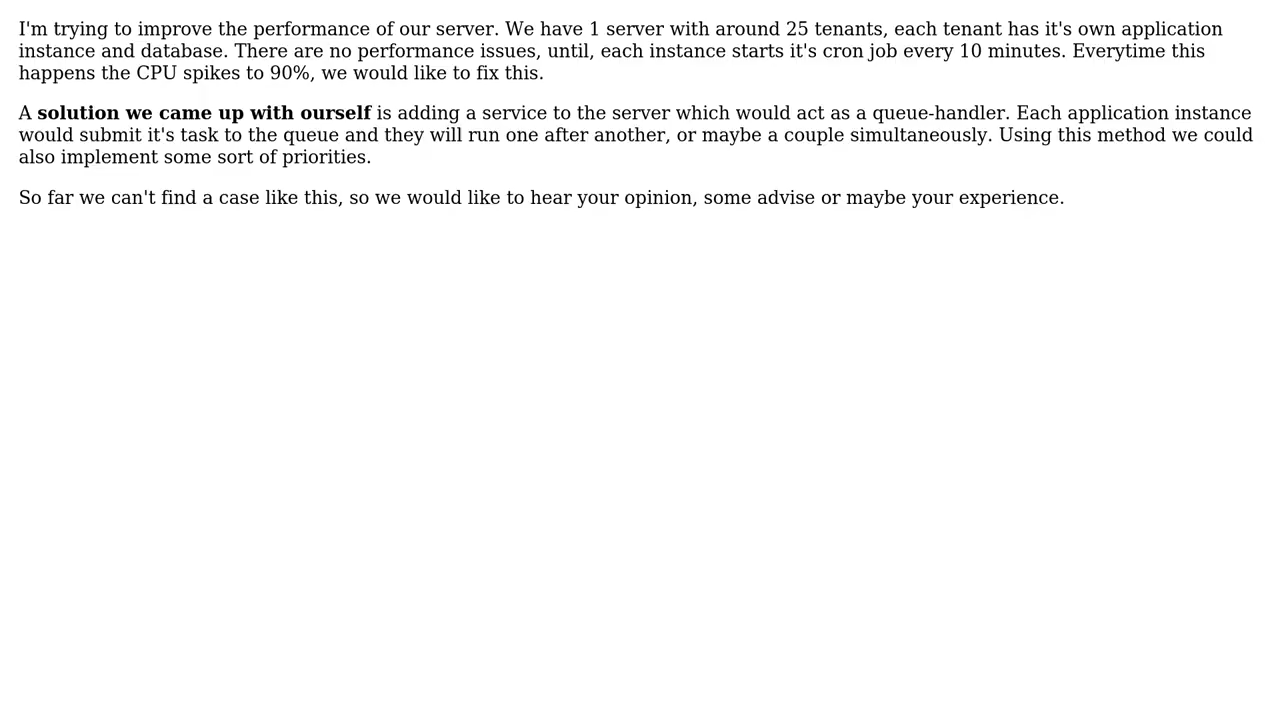 I'm trying to improve the performance of our server. We have 1 server with around 25 tenants, each tenant has it's own application
instance and database. There are no performance issues, until, each instance starts it's cron job every 10 minutes. Everytime this
happens the CPU spikes to 90%, we would like to fix this.
A solution we came up with ourself is adding a service to the server which would act as a queue-handler. Each application instance
would submit it's task to the queue and they will run one after another, or maybe a couple simultaneously. Using this method we could
also implement some sort of priorities.
So far we can't find a case like this, so we would like to hear your opinion, some advise or maybe your experience.